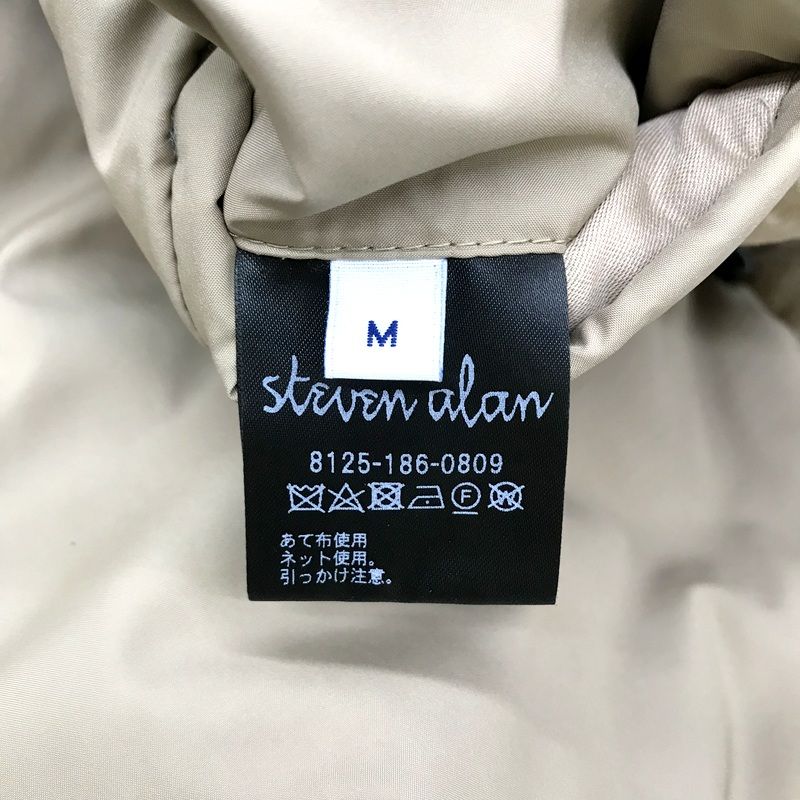 M
steven alan
8125-186-0809
あて布使用
ネット使用。
引っかけ注意。